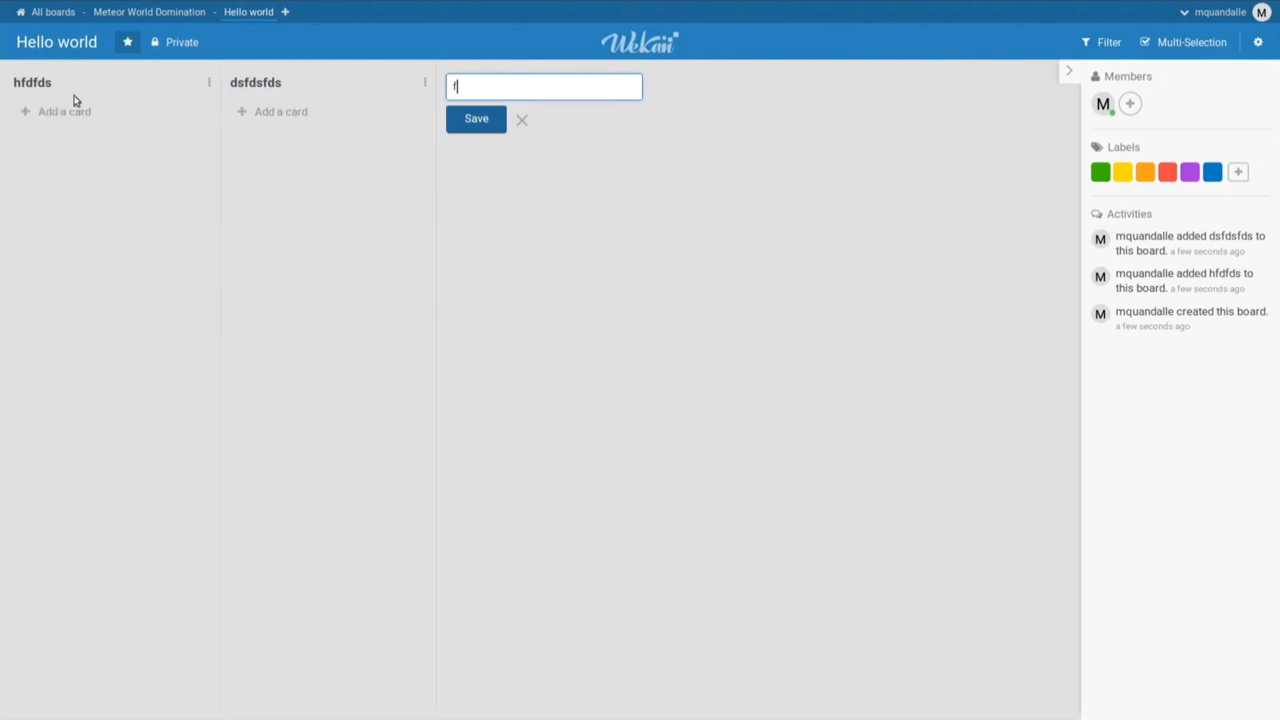 All boards - Meteor World Domination - Hello world
mquandalle M
Hello world Private
Wekan
Filter Multi-Selection
hfdfds
Add a card
dsfdsfds
Add a card
f
Save
Members
M
Labels
Activities
M mquandalle added dsfdsfds to
this board. a few seconds ago
M mquandalle added hfdfds to
this board. a few seconds ago
M mquandalle created this board.
a few seconds ago